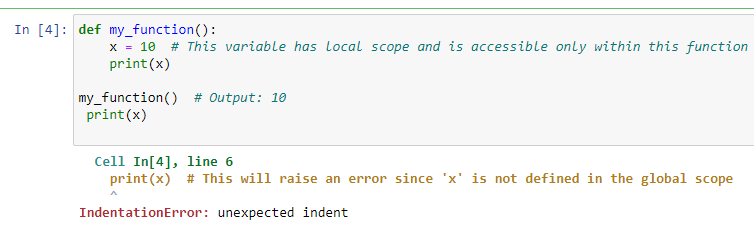 In [4]: def my_function():
x = 10  # This variable has local scope and is accessible only within this function
print(x)
my_function()  # Output: 10
print(x)
Cell In[4], line 6
print(x)  # This will raise an error since 'x' is not defined in the global scope
^
IndentationError: unexpected indent